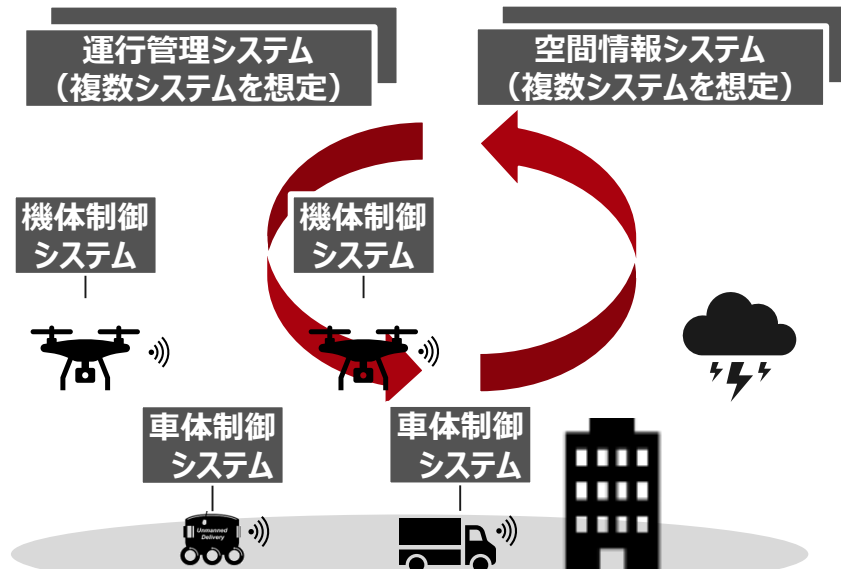 運行管理システム
（複数システムを想定）
空間情報システム
（複数システムを想定）
機体制御
システム
機体制御
システム
車体制御
システム
車体制御
システム
Unmanned
Delivery